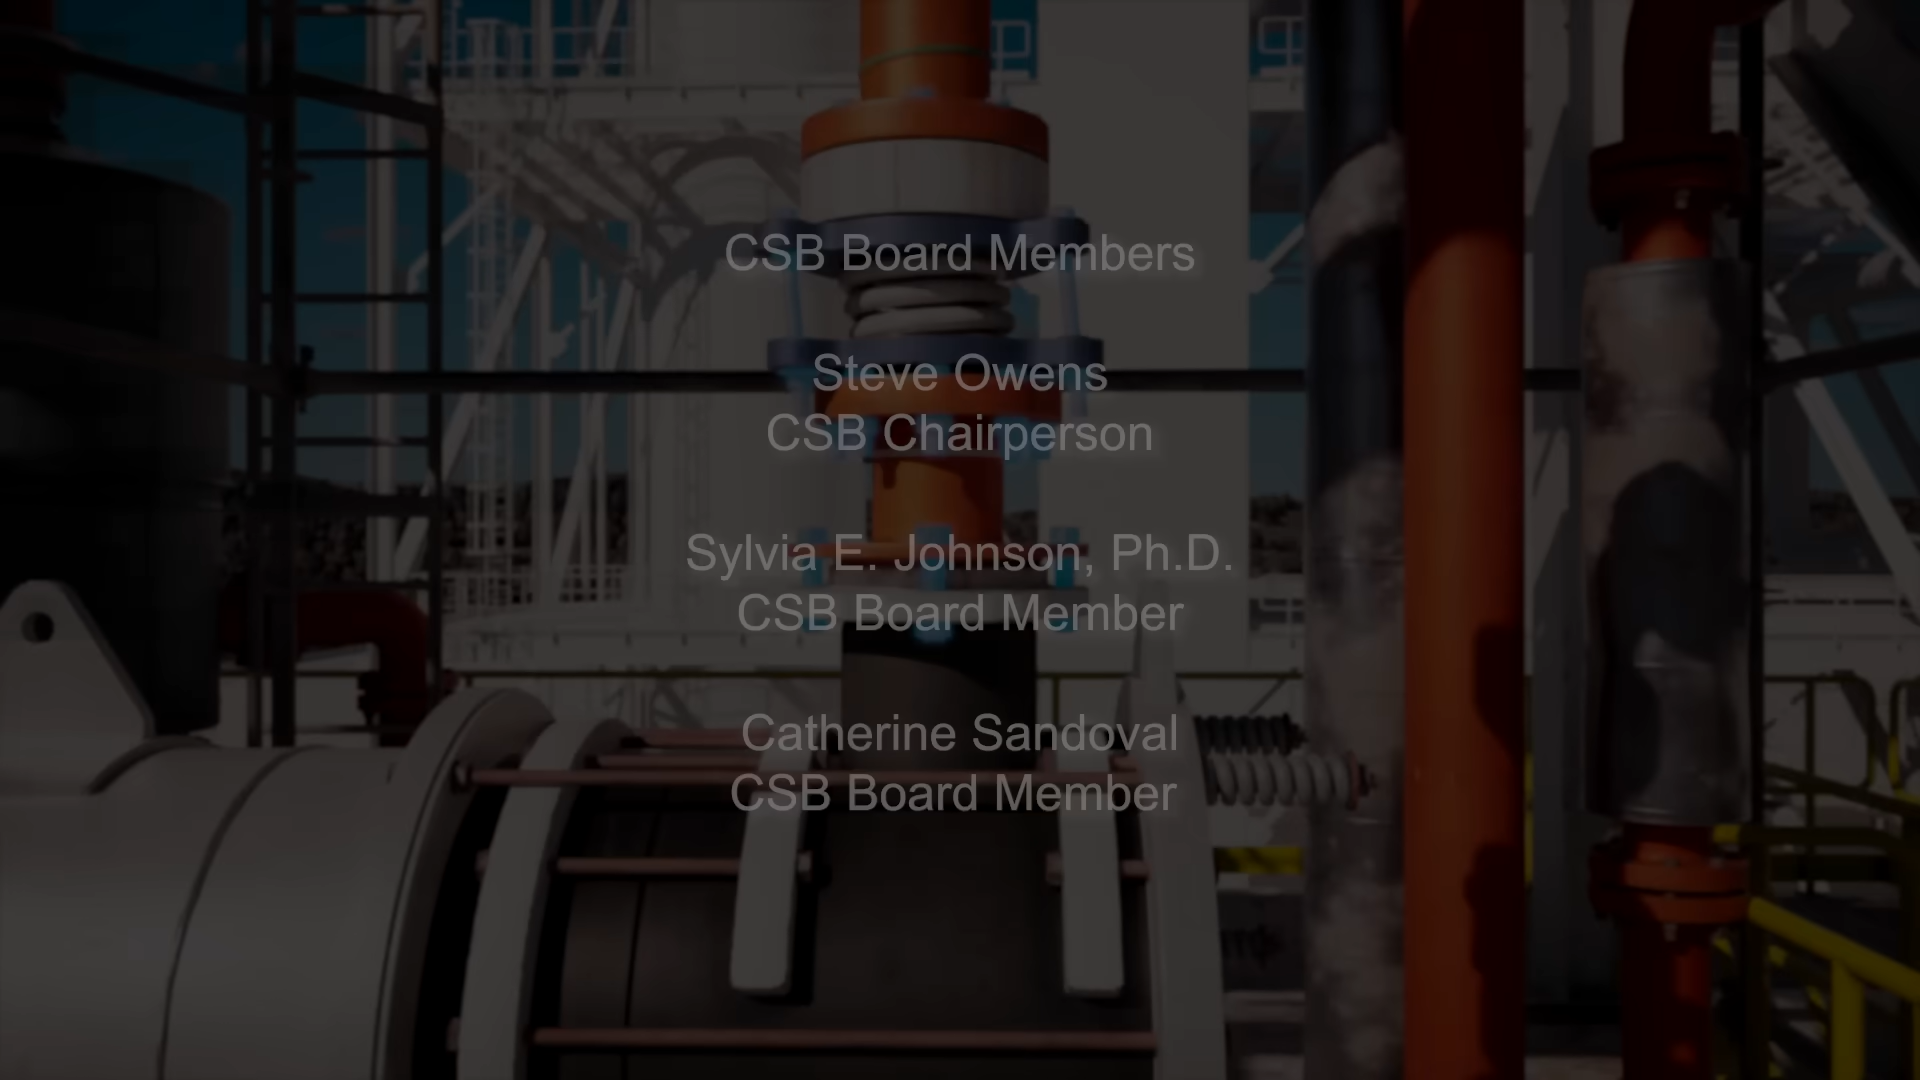 CSB Board Members
Steve Owens
CSB Chairperson
Sylvia E. Johnson, Ph.D.
CSB Board Member
Catherine Sandoval
CSB Board Member